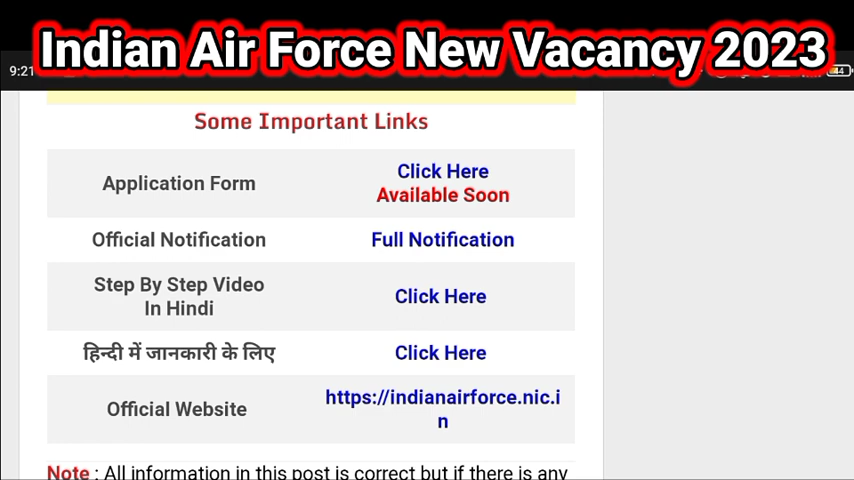 Indian Air Force New Vacancy 2023
9:21
Some Important Links
Application Form
Click Here
Available Soon
Official Notification
Full Notification
Step By Step Video
In Hindi
Click Here
हिन्दी में जानकारी के लिए
Click Here
Official Website
https://indianairforce.nic.i
n
Note : All information in this post is correct but if there is any